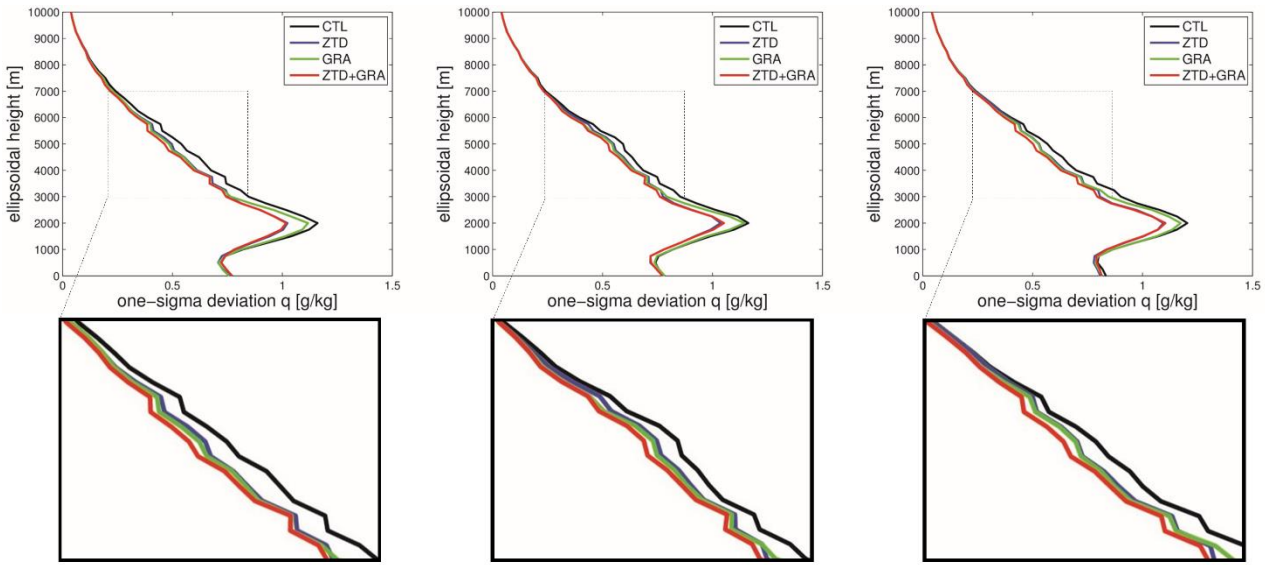 10000
9000
8000
7000
6000
5000
4000
3000
2000
1000
0
ellipsoidal height [m]
0 0.5 1 1.5
one-sigma deviation q [g/kg]
CTL
ZTD
GRA
ZTD+GRA
10000
9000
8000
7000
6000
5000
4000
3000
2000
1000
0
ellipsoidal height [m]
0 0.5 1 1.5
one-sigma deviation q [g/kg]
CTL
ZTD
GRA
ZTD+GRA
10000
9000
8000
7000
6000
5000
4000
3000
2000
1000
0
ellipsoidal height [m]
0 0.5 1 1.5
one-sigma deviation q [g/kg]
CTL
ZTD
GRA
ZTD+GRA